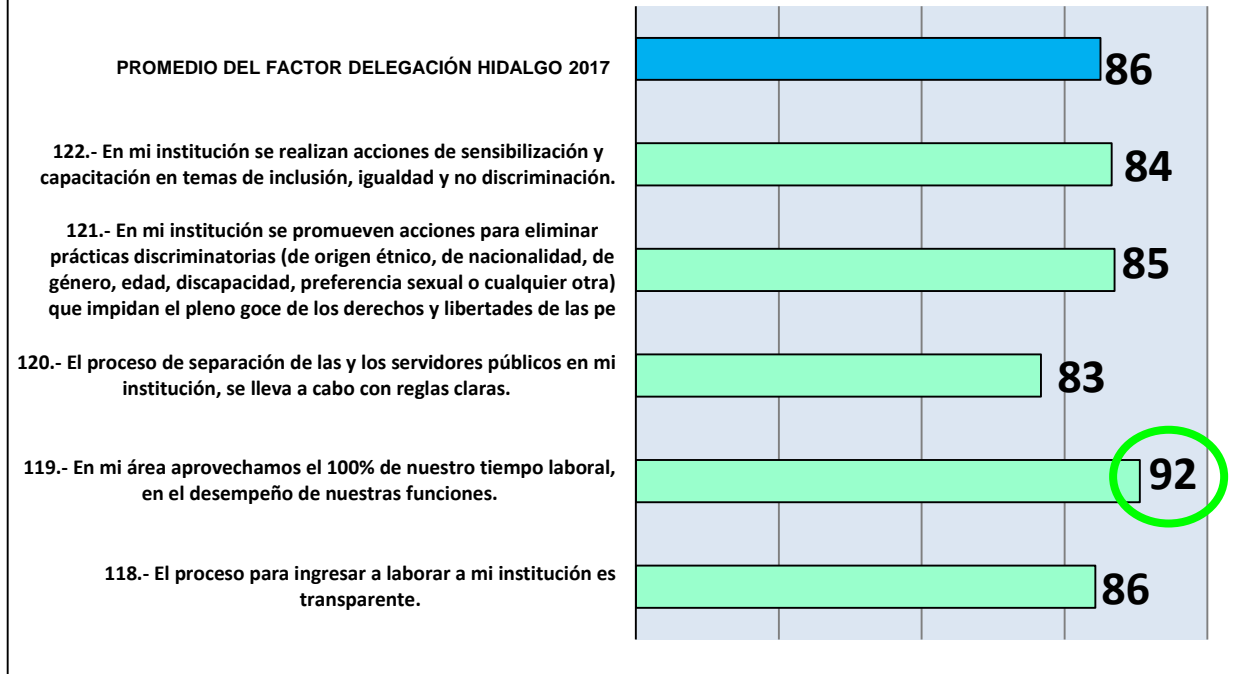 PROMEDIO DEL FACTOR DELEGACIÓN HIDALGO 2017
86
122.- En mi institución se realizan acciones de sensibilización y
capacitación en temas de inclusión, igualdad y no discriminación.
84
121.- En mi institución se promueven acciones para eliminar
prácticas discriminatorias (de origen étnico, de nacionalidad, de
género, edad, discapacidad, preferencia sexual o cualquier otra)
que impidan el pleno goce de los derechos y libertades de las pe
85
120.- El proceso de separación de las y los servidores públicos en mi
institución, se lleva a cabo con reglas claras.
83
119.- En mi área aprovechamos el 100% de nuestro tiempo laboral,
en el desempeño de nuestras funciones.
92
118.- El proceso para ingresar a laborar a mi institución es
transparente.
86